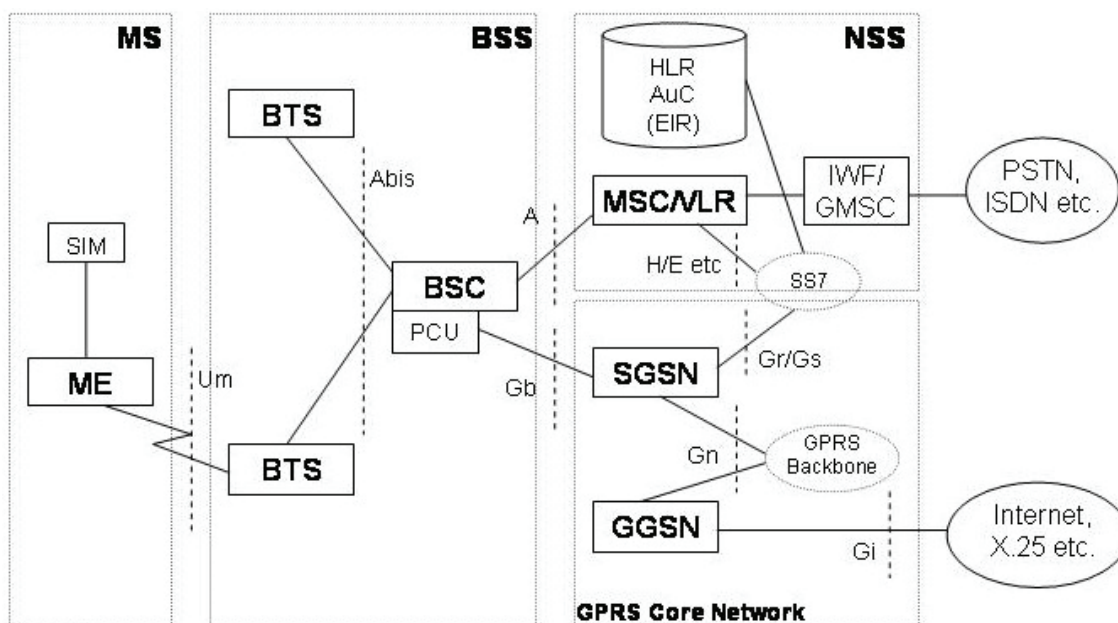 MS
BSS
NSS
HLR
AuC
(EIR)
BTS
Abis
A
MSC/VLR
IWF/
GMSC
PSTN,
ISDN etc.
SIM
H/E etc
SS7
BSC
PCU
ME
Um
Gb
SGSN
Gr/Gs
BTS
Gn
GPRS
Backbone
GGSN
Gi
Internet,
X.25 etc.
GPRS Core Network